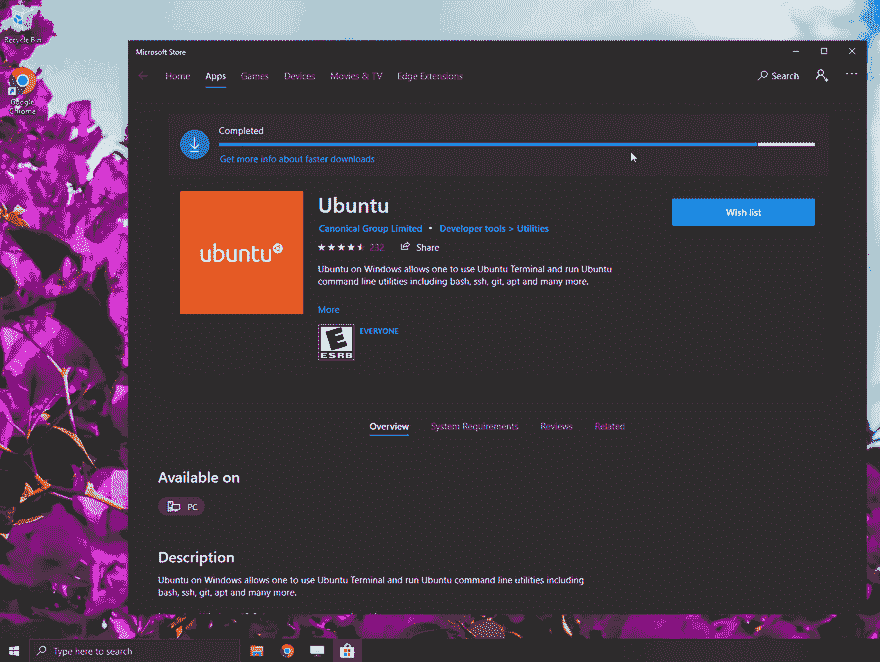 Recycle Bin
Google
Chrome
Microsoft Store
Home Apps Games Devices Movies & TV Edge Extensions Search
Completed
Get more info about faster downloads
ubuntu
Ubuntu
Wish list
Canonical Group Limited • Developer tools > Utilities
232 Share
Ubuntu on Windows allows one to use Ubuntu Terminal and run Ubuntu
command line utilities including bash, ssh, git, apt and many more.
More
E
ESRB
EVERYONE
Overview System Requirements Reviews Related
Available on
PC
Description
Ubuntu on Windows allows one to use Ubuntu Terminal and run Ubuntu command line utilities including
bash, ssh, git, apt and many more.
Type here to search